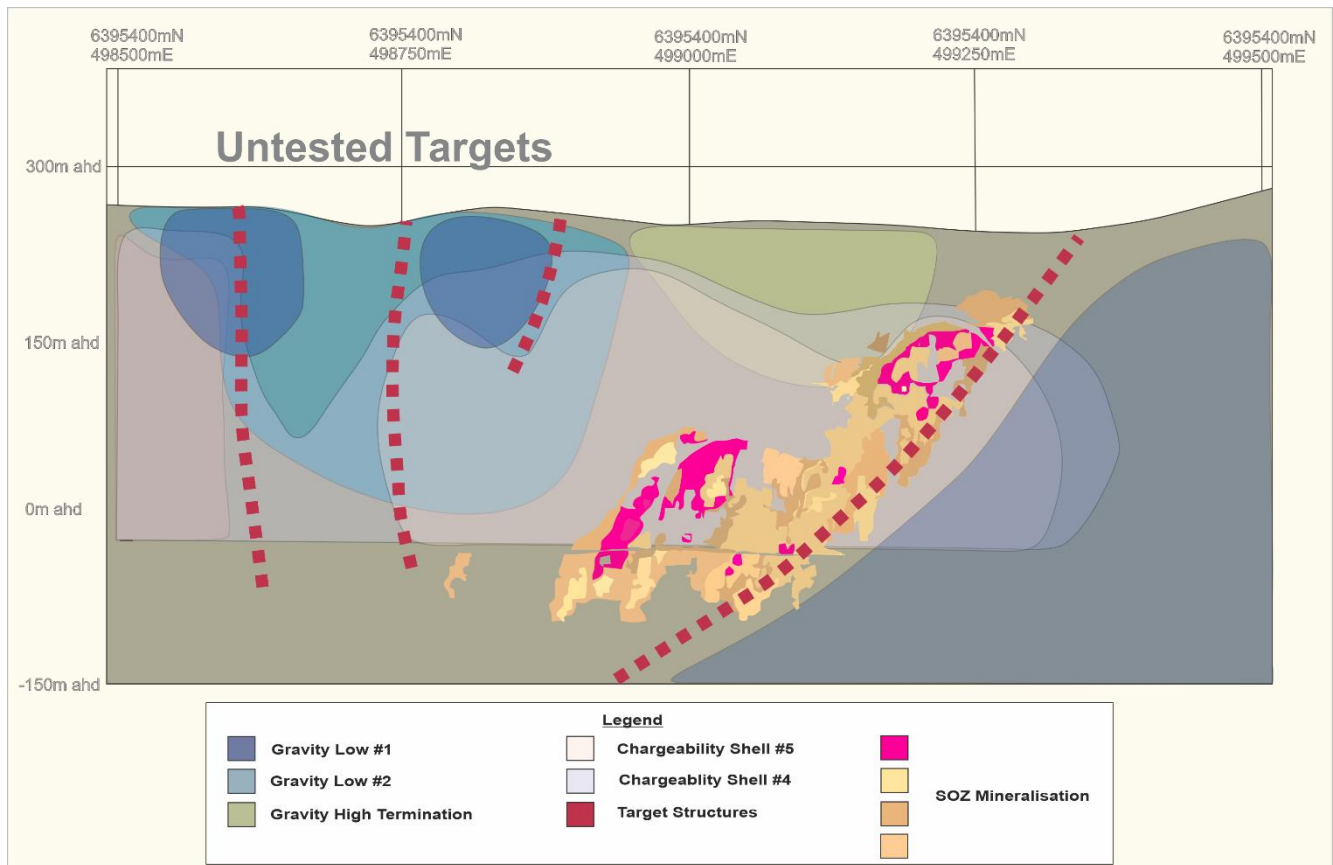 6395400mN 6395400mN 6395400mN 6395400mN 6395400mN
498500mE 498750mE 499000mE 499250mE 499500mE
Untested Targets
300m ahd
150m ahd
0m ahd
-150m ahd
Legend
Gravity Low #1
Gravity Low #2
Gravity High Termination
Chargeability Shell #5
Chargeablity Shell #4
Target Structures
SOZ Mineralisation